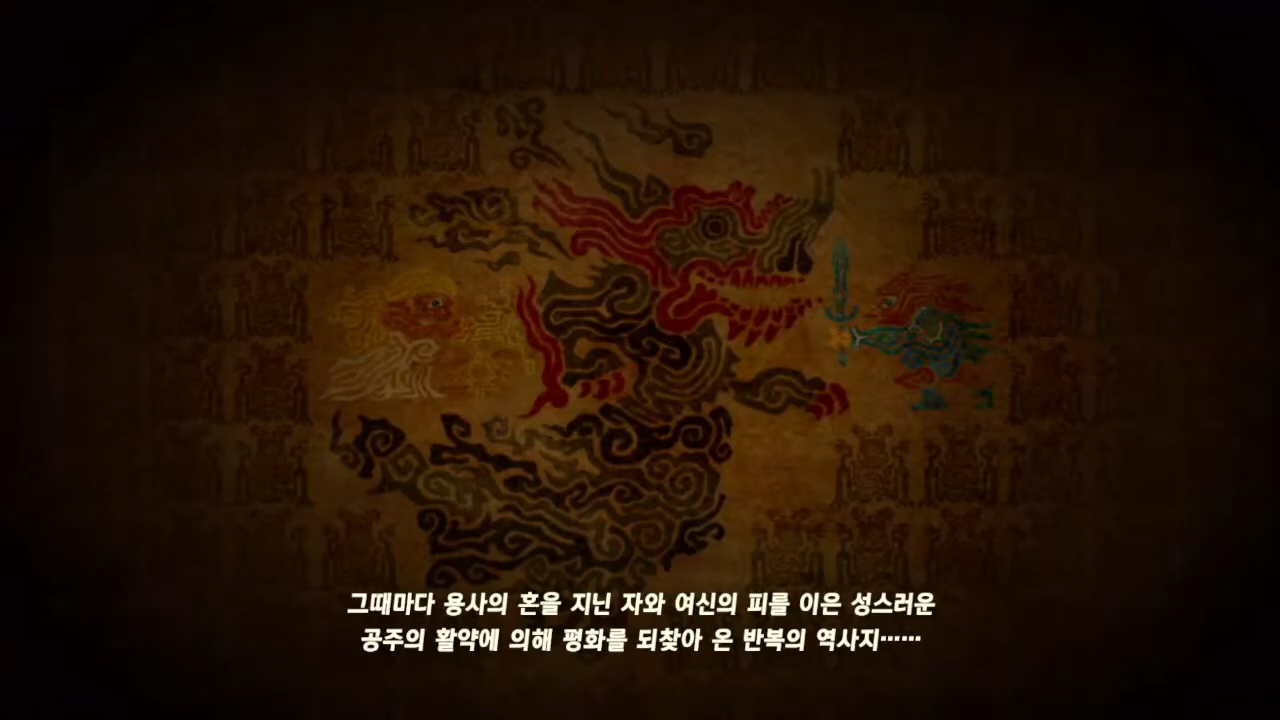 그때마다 용사의 혼을 지닌 자와 여신의 피를 이은 성스러운
공주의 활약에 의해 평화를 되찾아 온 반복의 역사지……